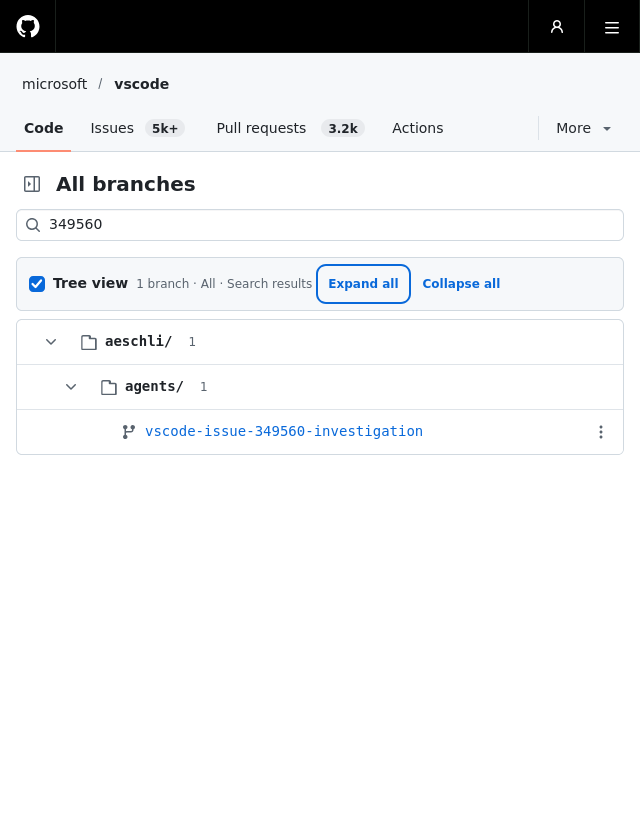 microsoft / vscode
Code Issues 5k+ Pull requests 3.2k Actions More
All branches
349560
Tree view 1 branch · All · Search results Expand all Collapse all
aeschli/ 1
agents/ 1
vscode-issue-349560-investigation